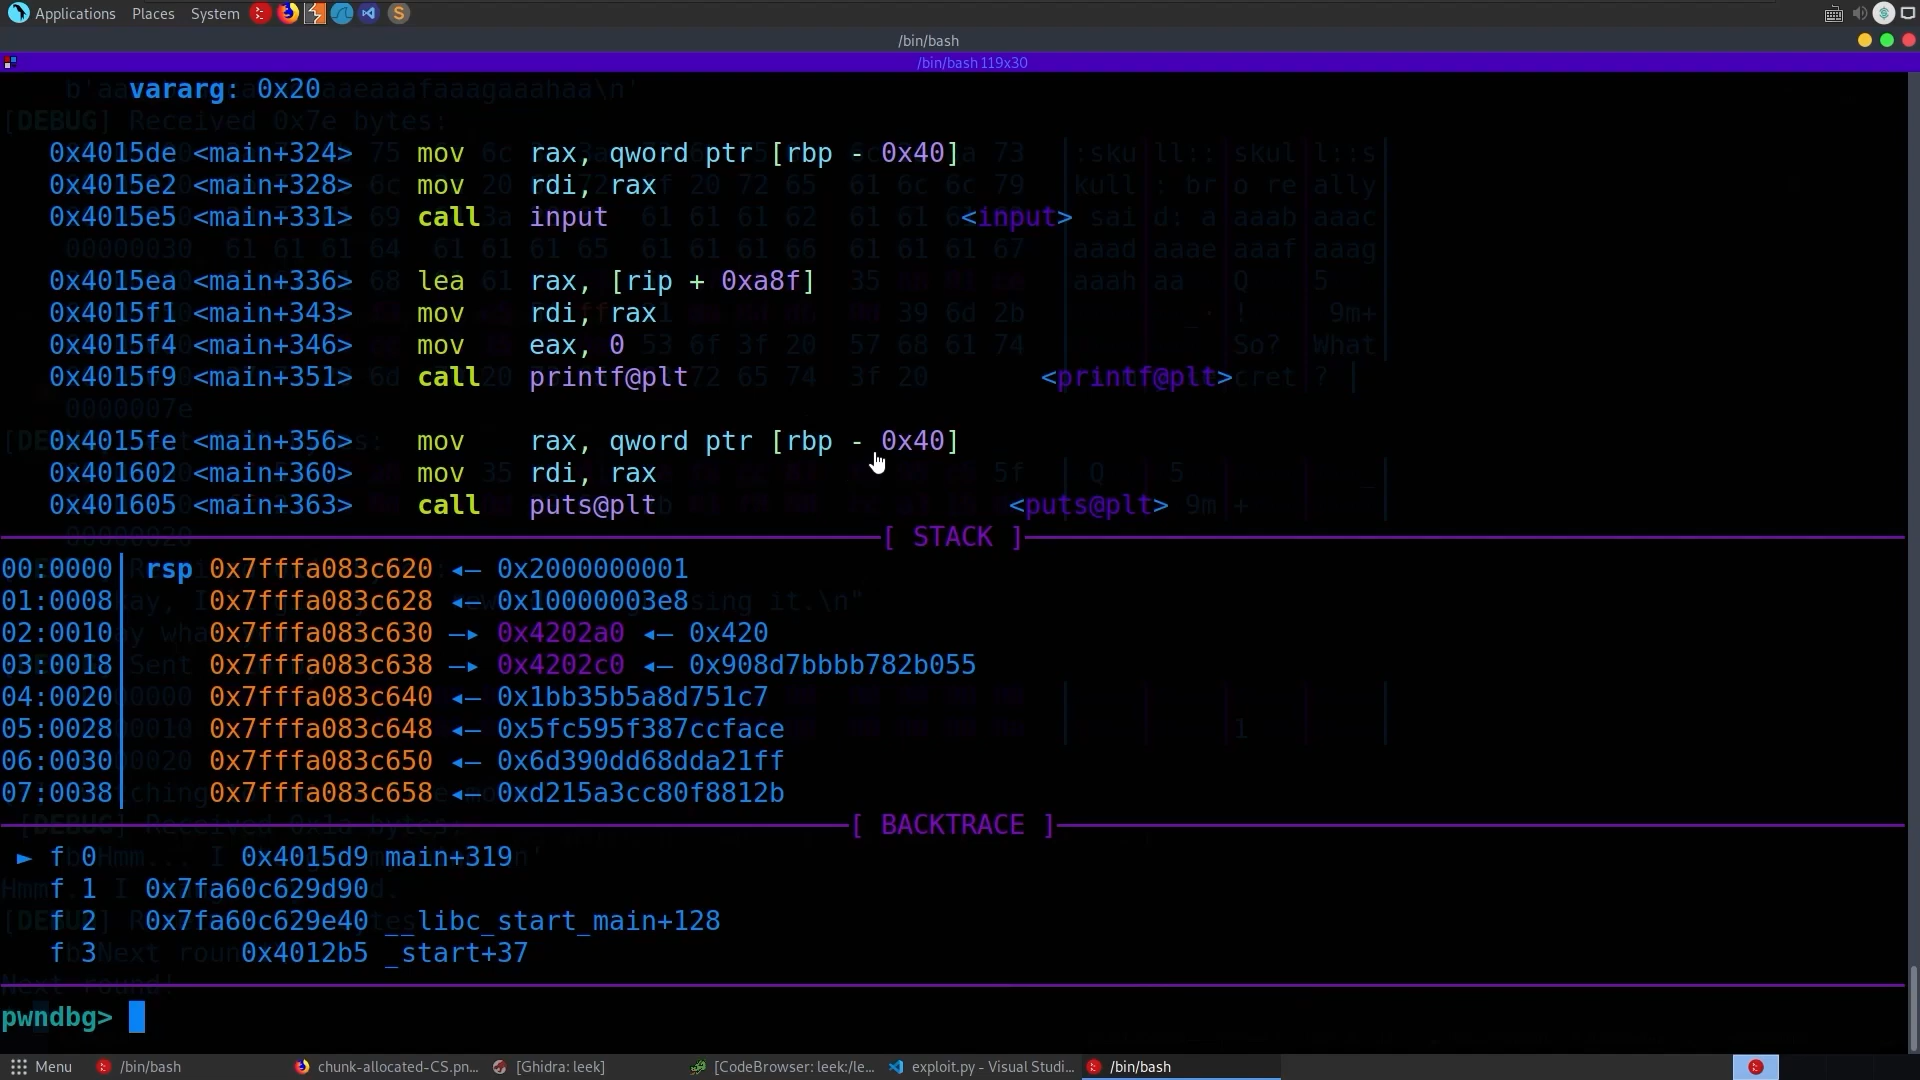 Applications Places System
/bin/bash
/bin/bash 119x30
vararg: 0x20
[DEBUG] Received 0x7e bytes:
0x4015de <main+324> mov rax, qword ptr [rbp - 0x40]
0x4015e2 <main+328> mov rdi, rax
0x4015e5 <main+331> call input <input>
0x4015ea <main+336> lea rax, [rip + 0xa8f]
0x4015f1 <main+343> mov rdi, rax
0x4015f4 <main+346> mov eax, 0
0x4015f9 <main+351> call printf@plt <printf@plt>
0000007e
0x4015fe <main+356> mov rax, qword ptr [rbp - 0x40]
0x401602 <main+360> mov rdi, rax
0x401605 <main+363> call puts@plt <puts@plt>
[ STACK ]
00:0000│ rsp 0x7fffa083c620 ◂— 0x2000000001
01:0008│ 0x7fffa083c628 ◂— 0x10000003e8
02:0010│ 0x7fffa083c630 —▸ 0x4202a0 ◂— 0x420
03:0018│ 0x7fffa083c638 —▸ 0x4202c0 ◂— 0x908d7bbbb782b055
04:0020│ 0x7fffa083c640 ◂— 0x1bb35b5a8d751c7
05:0028│ 0x7fffa083c648 ◂— 0x5fc595f387ccface
06:0030│ 0x7fffa083c650 ◂— 0x6d390dd68dda21ff
07:0038│ 0x7fffa083c658 ◂— 0xd215a3cc80f8812b
[ BACKTRACE ]
► f 0 0x4015d9 main+319
f 1 0x7fa60c629d90
f 2 0x7fa60c629e40 __libc_start_main+128
f 3 0x4012b5 _start+37
pwndbg>
Menu /bin/bash chunk-allocated-CS.pn... [Ghidra: leek] [CodeBrowser: leek:/le... exploit.py - Visual Studi... /bin/bash